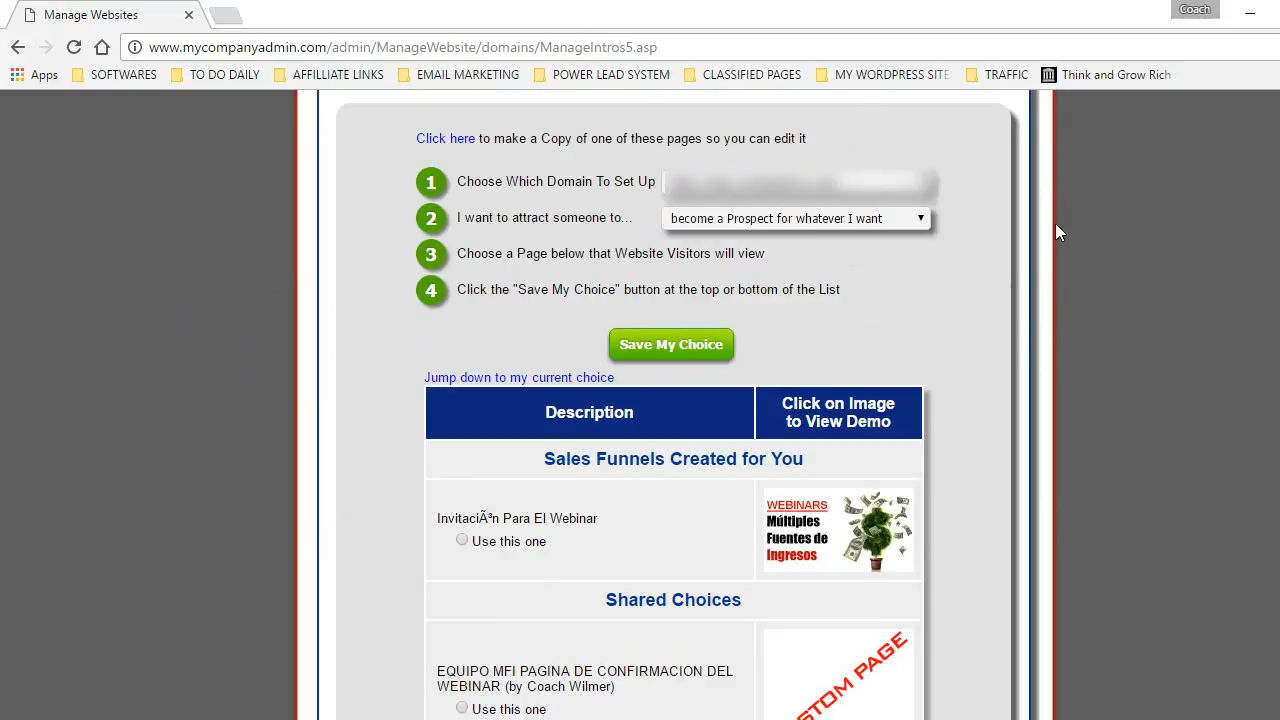 Manage Websites
Coach
www.mycompanyadmin.com/admin/ManageWebsite/domains/ManageIntros5.asp
Apps SOFTWARES TO DO DAILY AFFILLIATE LINKS EMAIL MARKETING POWER LEAD SYSTEM CLASSIFIED PAGES MY WORDPRESS SITE TRAFFIC Think and Grow Rich
Click here to make a Copy of one of these pages so you can edit it
1 Choose Which Domain To Set Up
2 I want to attract someone to... become a Prospect for whatever I want
3 Choose a Page below that Website Visitors will view
4 Click the "Save My Choice" button at the top or bottom of the List
Save My Choice
Jump down to my current choice
Description
Click on Image
to View Demo
Sales Funnels Created for You
InvitaciÃ³n Para El Webinar
Use this one
WEBINARS
Múltiples
Fuentes de
Ingresos
Shared Choices
EQUIPO MFI PAGINA DE CONFIRMACION DEL
WEBINAR (by Coach Wilmer)
Use this one
STOM PAGE